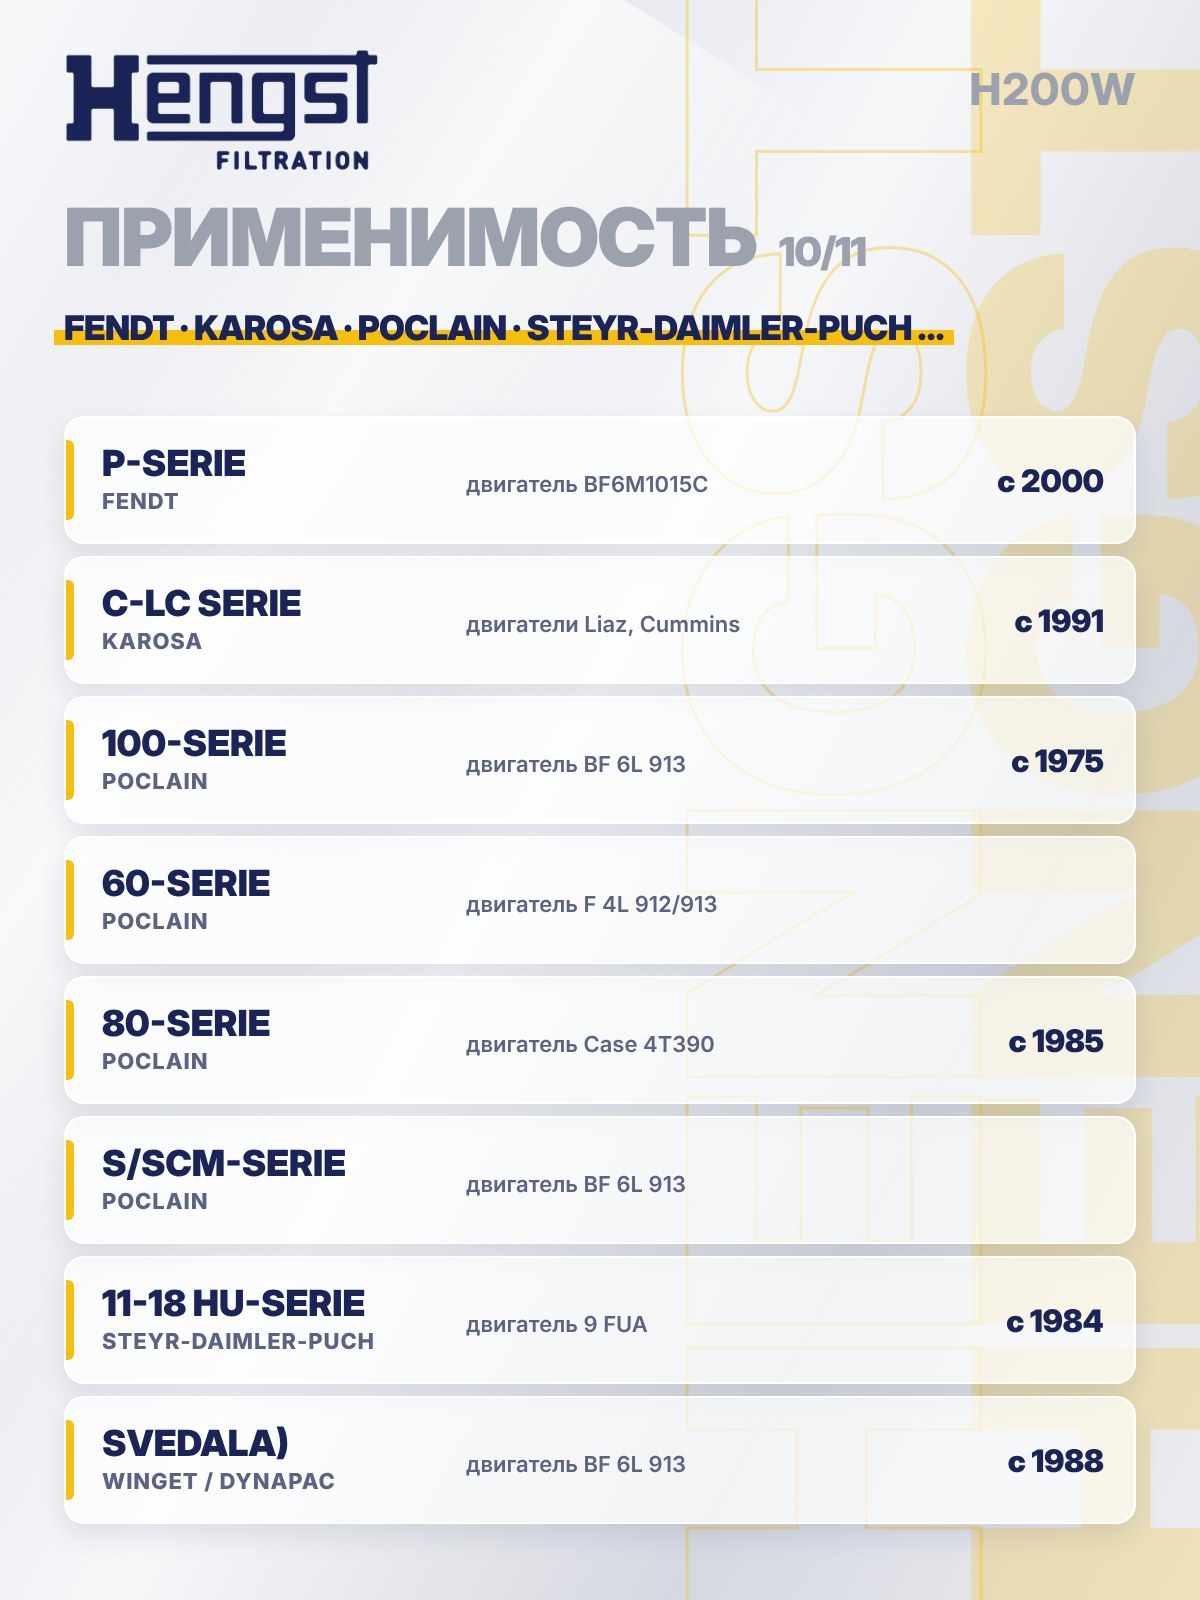 Hengst
FILTRATION
H200W
ПРИМЕНИМОСТЬ 10/11
FENDT · KAROSA · POCLAIN · STEYR-DAIMLER-PUCH ...
P-SERIE
FENDT
двигатель BF6M1015C
с 2000
C-LC SERIE
KAROSA
двигатели Liaz, Cummins
с 1991
100-SERIE
POCLAIN
двигатель BF 6L 913
с 1975
60-SERIE
POCLAIN
двигатель F 4L 912/913
80-SERIE
POCLAIN
двигатель Case 4T390
с 1985
S/SCM-SERIE
POCLAIN
двигатель BF 6L 913
11-18 HU-SERIE
STEYR-DAIMLER-PUCH
двигатель 9 FUA
с 1984
SVEDALA)
WINGET / DYNAPAC
двигатель BF 6L 913
с 1988
HENGST
HENGST